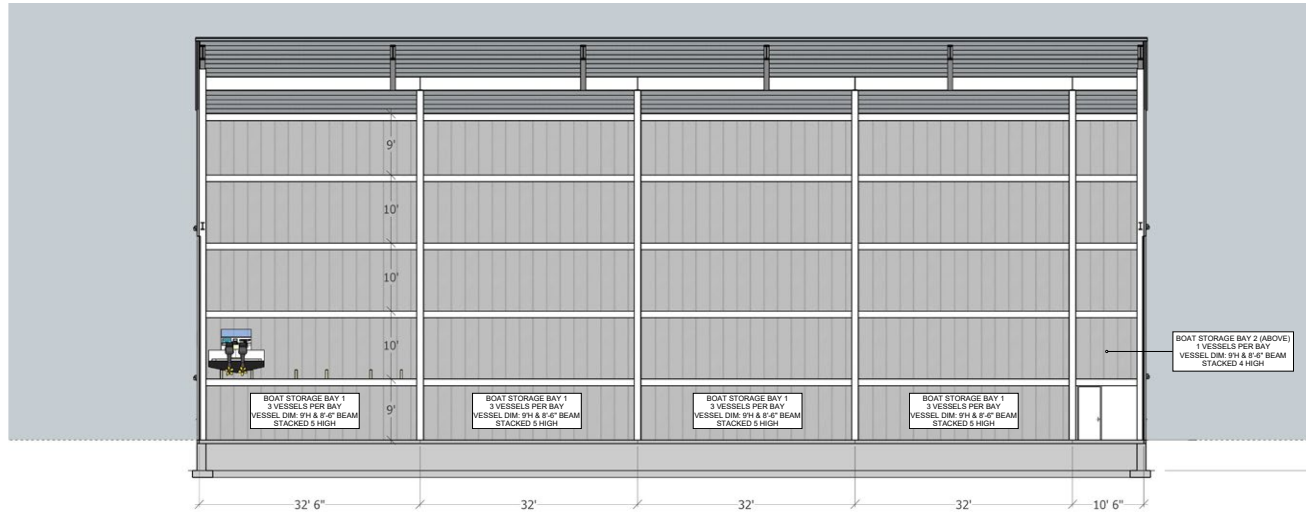 9'
10'
10'
10'
9'
BOAT STORAGE BAY 2 (ABOVE)
1 VESSELS PER BAY
VESSEL DIM: 9'H & 8'-6" BEAM
STACKED 4 HIGH
BOAT STORAGE BAY 1
3 VESSELS PER BAY
VESSEL DIM: 9'H & 8'-6" BEAM
STACKED 5 HIGH
BOAT STORAGE BAY 1
3 VESSELS PER BAY
VESSEL DIM: 9'H & 8'-6" BEAM
STACKED 5 HIGH
BOAT STORAGE BAY 1
3 VESSELS PER BAY
VESSEL DIM: 9'H & 8'-6" BEAM
STACKED 5 HIGH
BOAT STORAGE BAY 1
3 VESSELS PER BAY
VESSEL DIM: 9'H & 8'-6" BEAM
STACKED 5 HIGH
32' 6"
32'
32'
32'
10' 6"